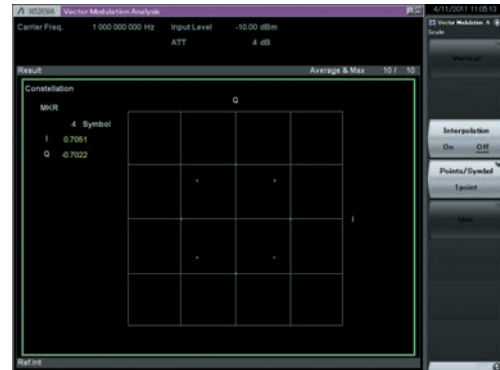 MS2690A Vector Modulation Analysis
4/11/2011 11:05:13
Carrier Freq. 1 000 000 000 Hz Input Level -10.00 dBm
ATT 4 dB
Result Average & Max 10 / 10
Constellation
MKR
4 Symbol
I 0.7051
Q -0.7022
Q
I
Ref.Int
Vector Modulation A
Scale
Vertical
Interpolation
On Off
Points/Symbol
1point
Unit